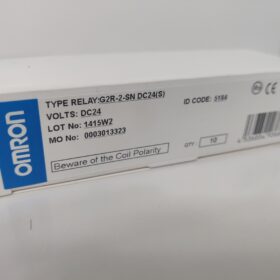 OMRON
TYPE RELAY:G2R-2-SN DC24(S)
VOLTS: DC24
LOT No: 1415W2
MO No: 0003013323
Beware of the Coil Polarity
ID CODE: 5198
QTY 10